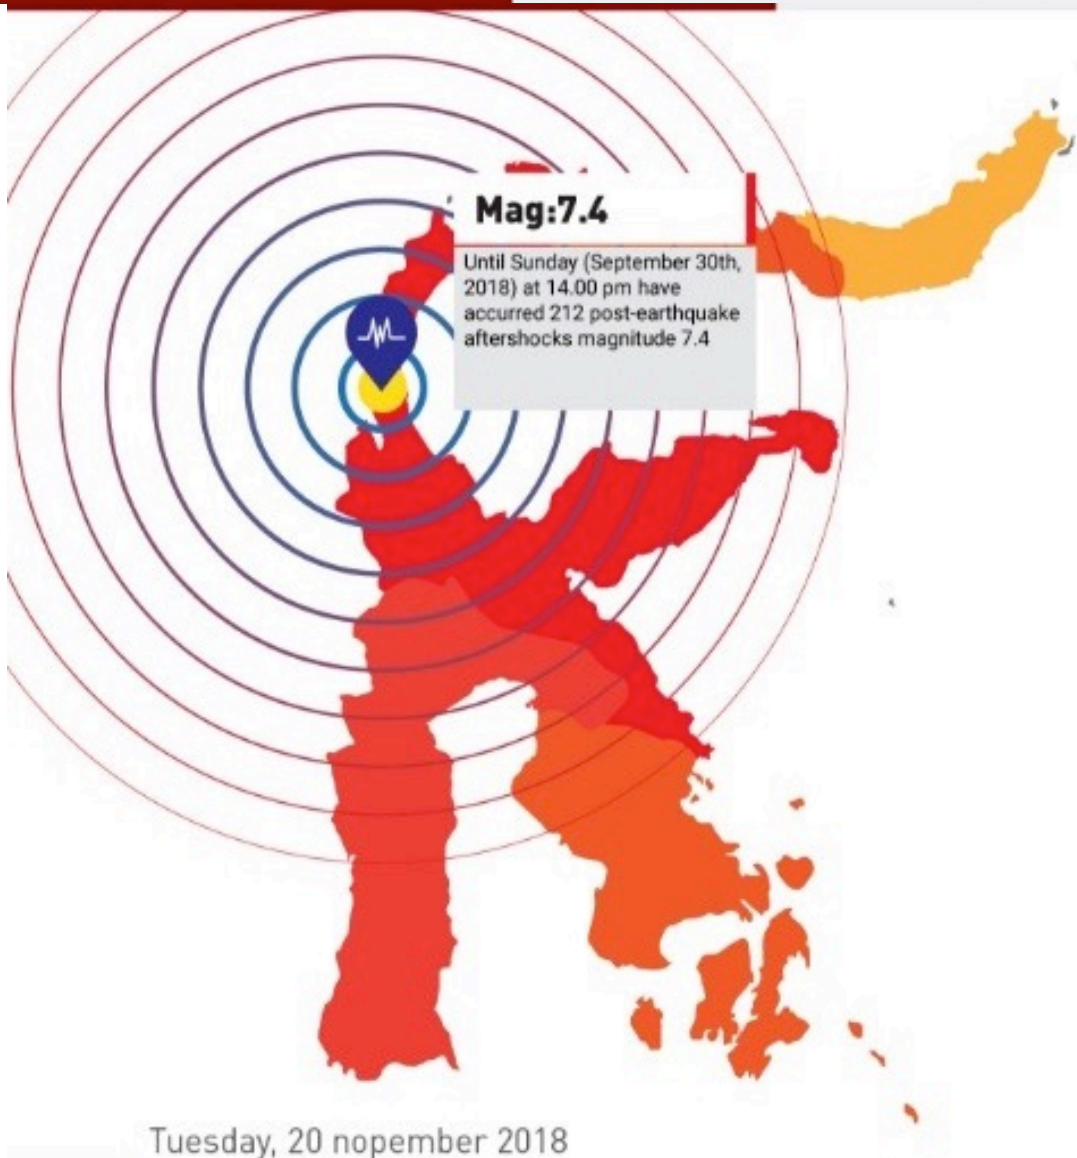 Mag:7.4
Until Sunday (September 30th,
2018) at 14.00 pm have
accurred 212 post-earthquake
aftershocks magnitude 7.4
Tuesday, 20 nopember 2018